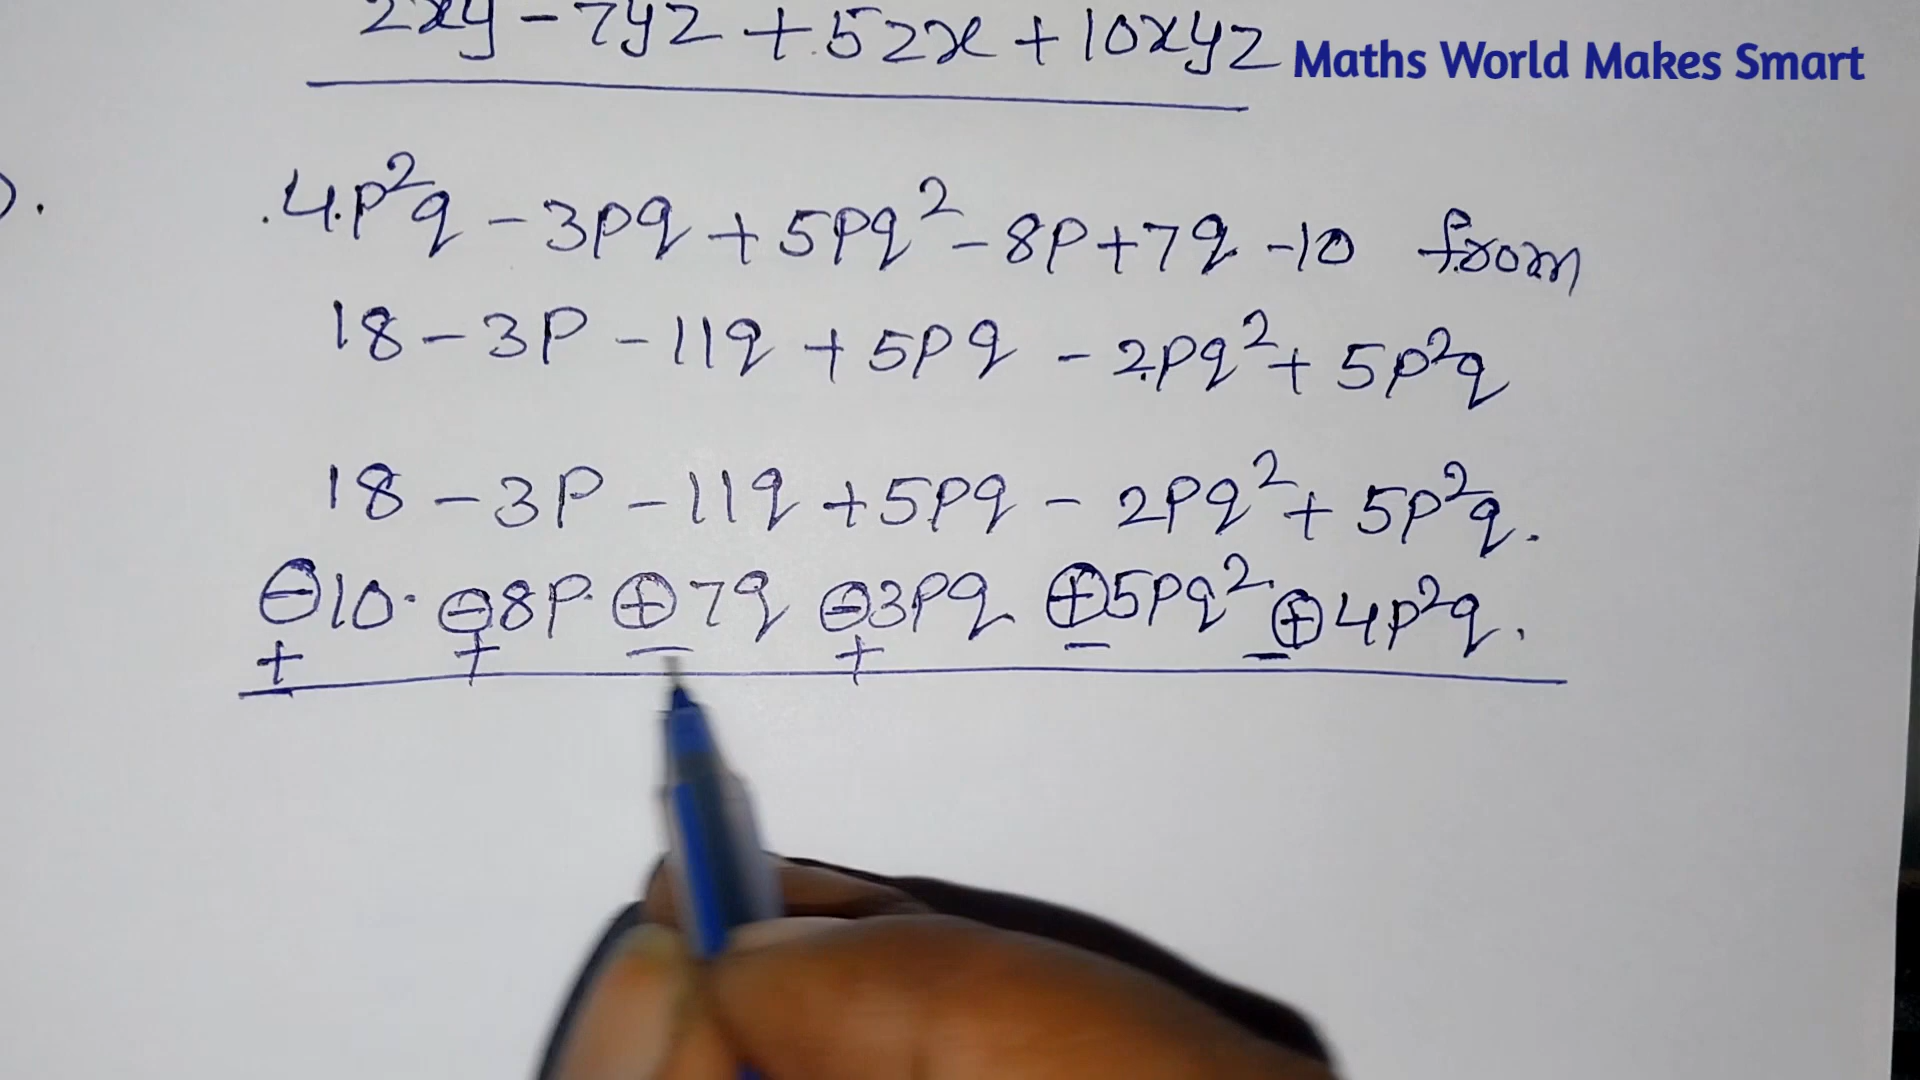 2xy - 7yz + 5zx + 10xyz
Maths World Makes Smart
). 4p²q - 3pq + 5pq² - 8p + 7q - 10 from
18 - 3p - 11q + 5pq - 2pq² + 5p²q
18 - 3p - 11q + 5pq - 2pq² + 5p²q.
⊖10 ⊖8p ⊕7q ⊖3pq ⊕5pq² ⊕4p²q.
+ + - + - -